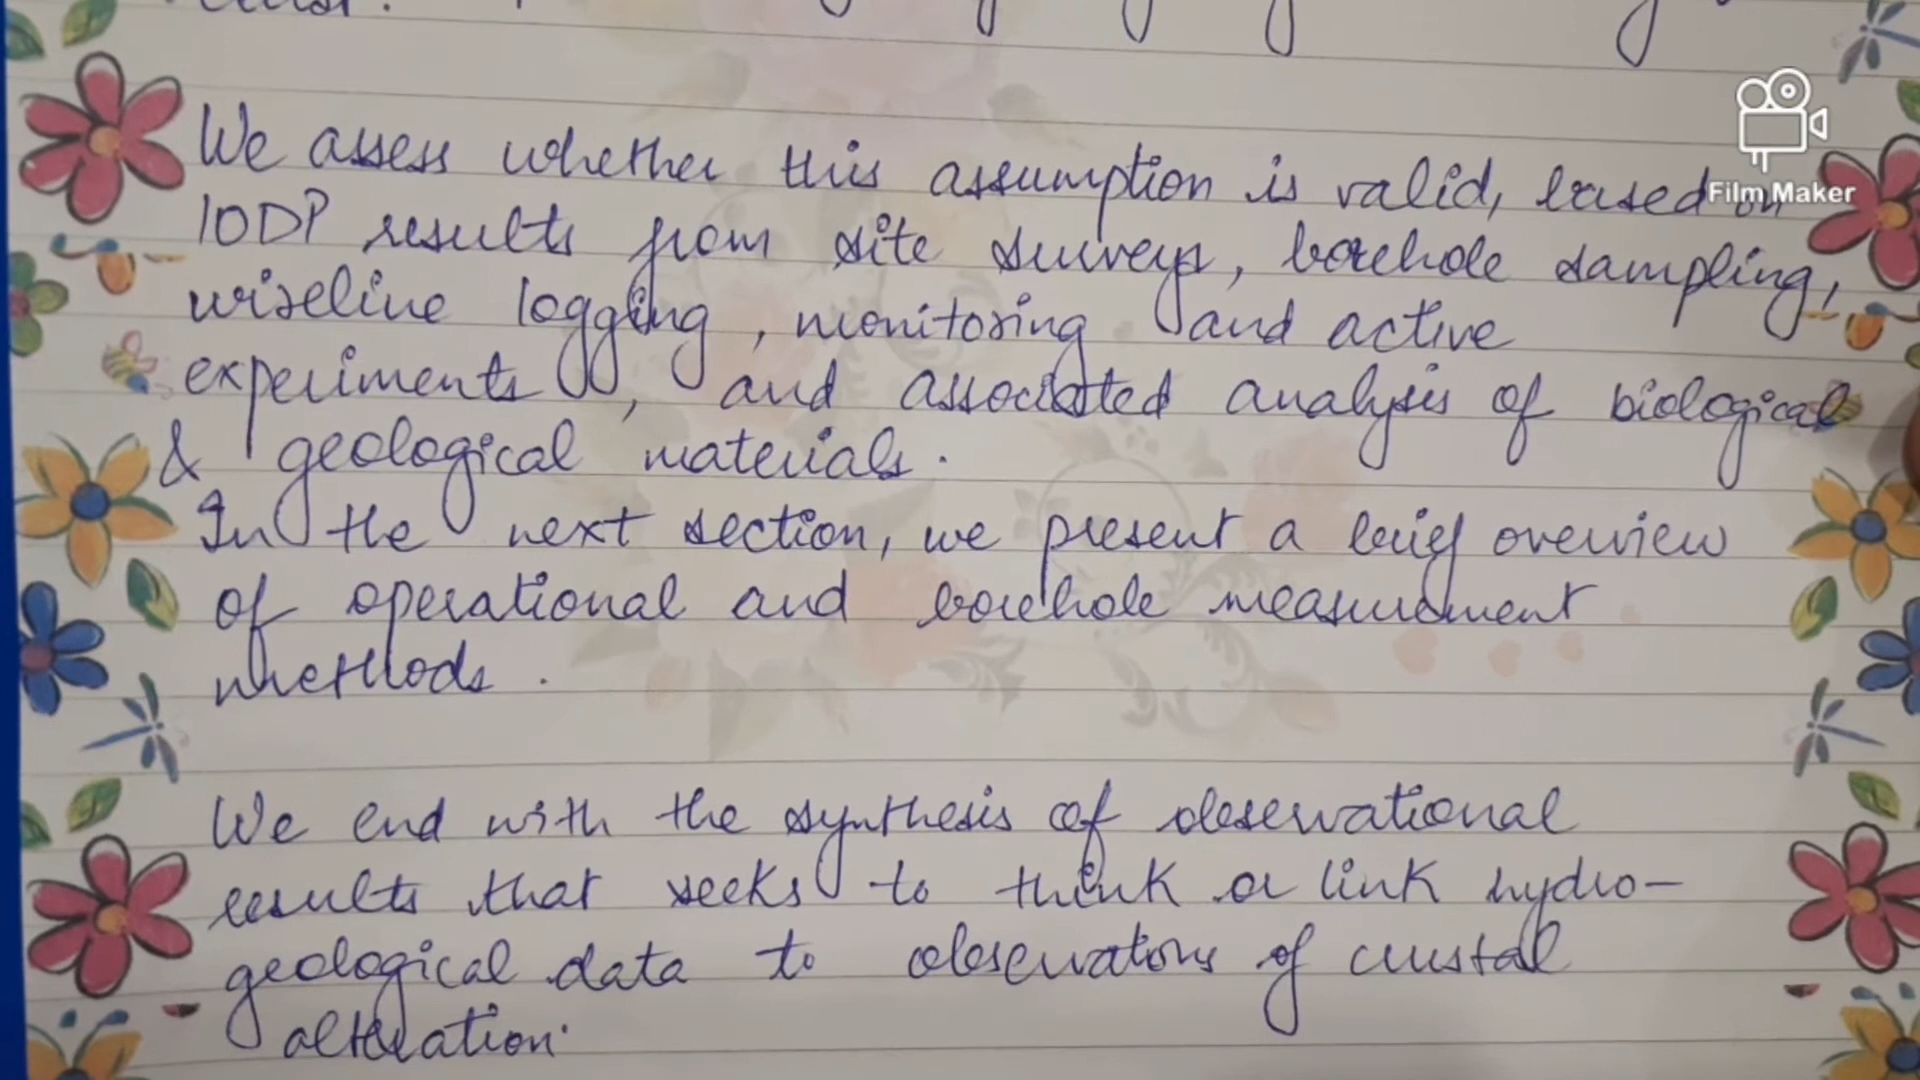 We assess whether this assumption is valid, based on
IODP results from site surveys, borehole sampling,
wireline logging, monitoring and active
experiments, and associated analysis of biological
& geological materials.
In the next section, we present a brief overview
of operational and borehole measurement
methods.
We end with the synthesis of observational
results that seeks to think or link hydro-
geological data to observations of crustal
alteration.
Film Maker